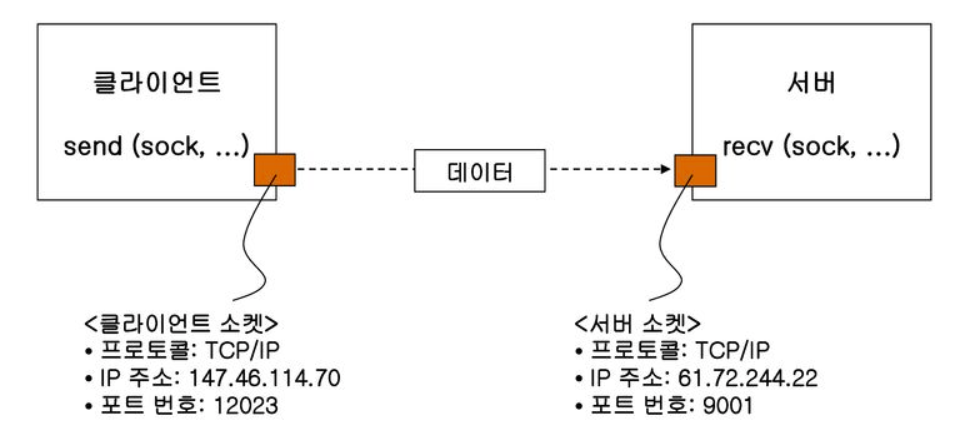 클라이언트
send (sock, ...)
데이터
서버
recv (sock, ...)
<클라이언트 소켓>
• 프로토콜: TCP/IP
• IP 주소: 147.46.114.70
• 포트 번호: 12023
<서버 소켓>
• 프로토콜: TCP/IP
• IP 주소: 61.72.244.22
• 포트 번호: 9001